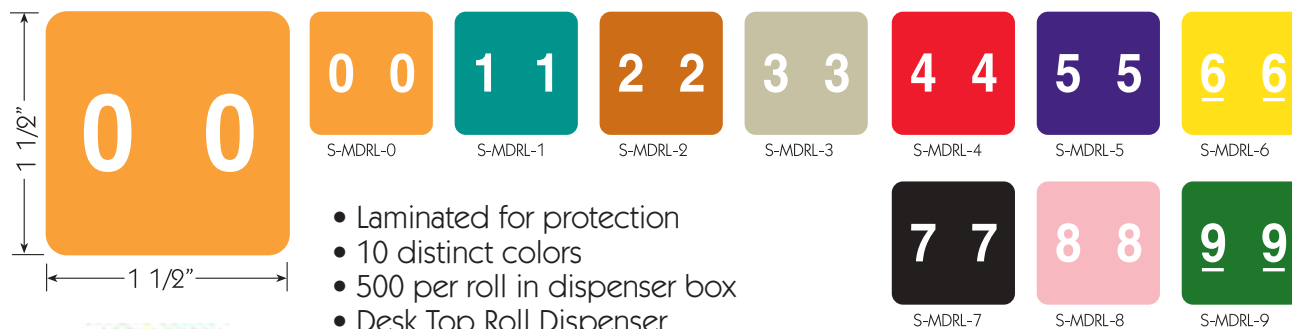 1 1/2”
0 0
1 1/2”
0 0
1 1
2 2
3 3
4 4
5 5
6 6
S-MDRL-0
S-MDRL-1
S-MDRL-2
S-MDRL-3
S-MDRL-4
S-MDRL-5
S-MDRL-6
• Laminated for protection
• 10 distinct colors
• 500 per roll in dispenser box
• Desk Top Roll Dispenser
7 7
8 8
9 9
S-MDRL-7
S-MDRL-8
S-MDRL-9